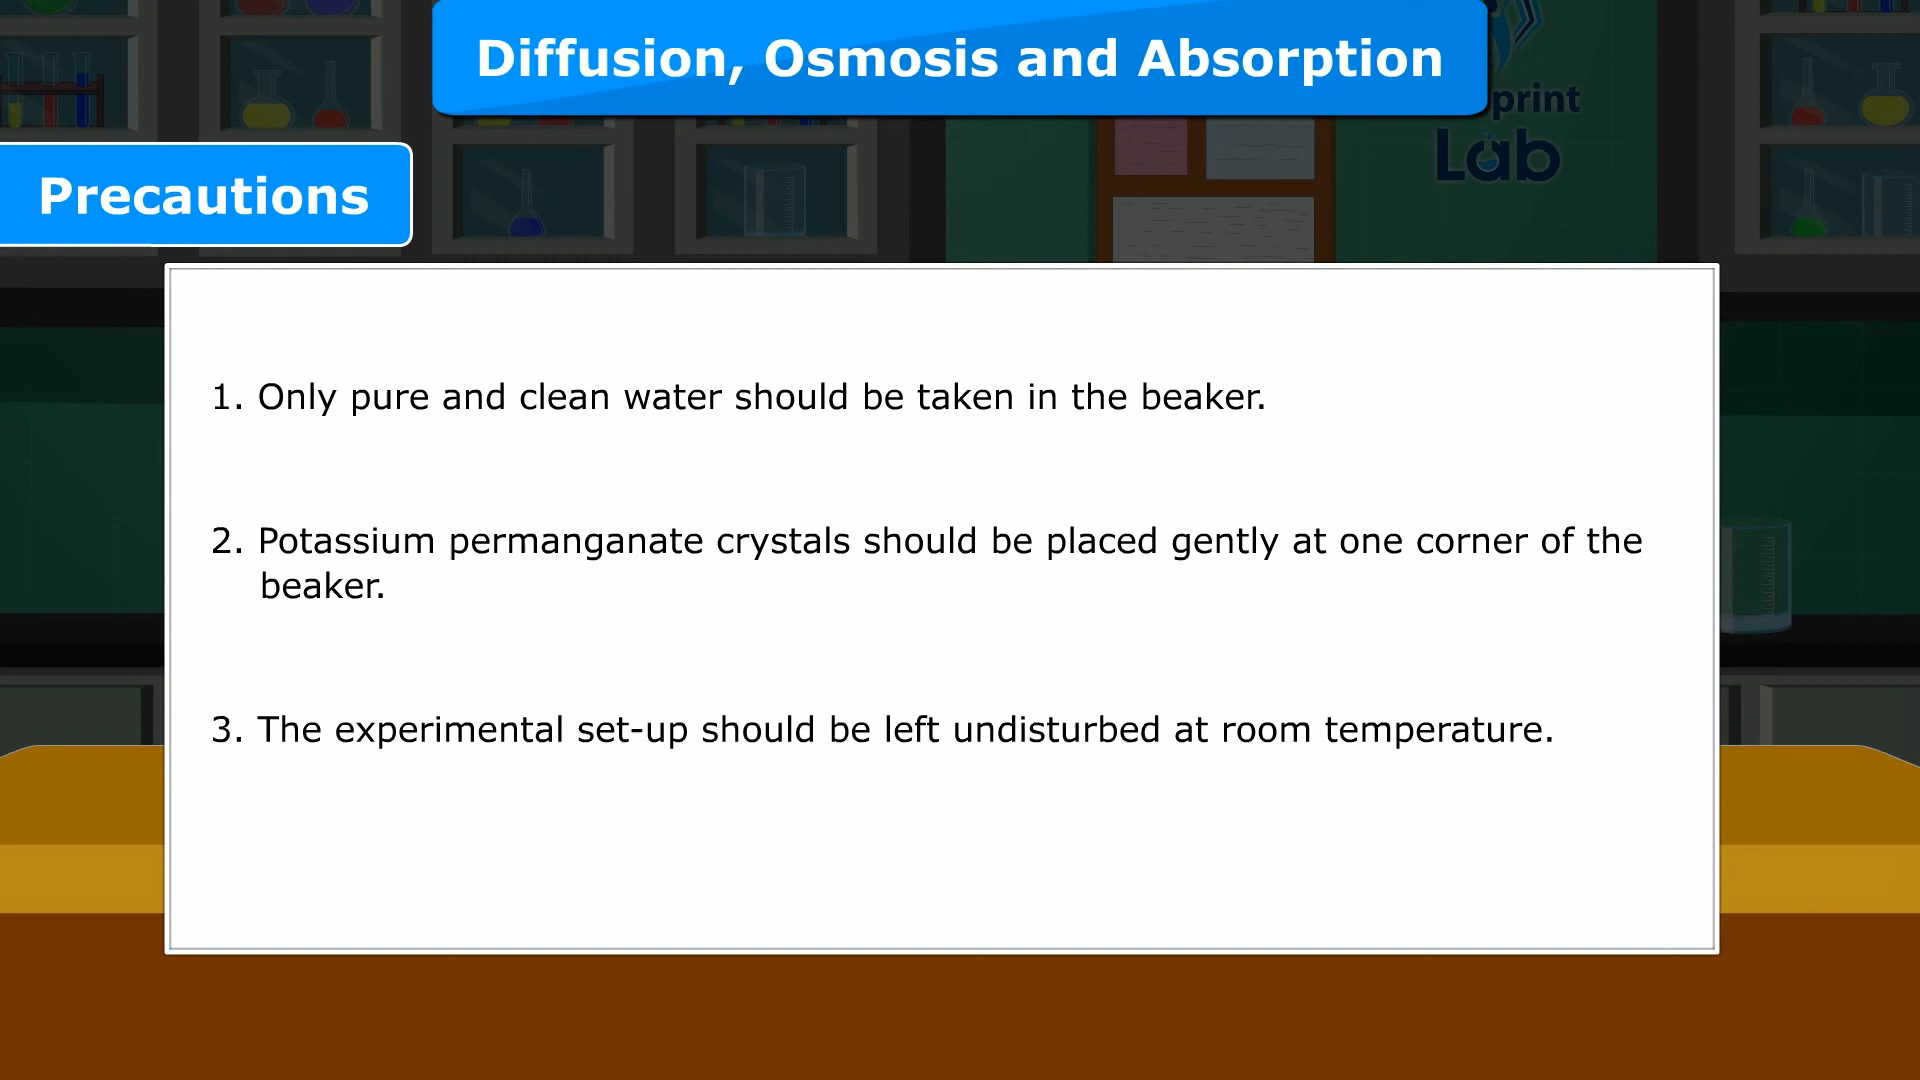 Diffusion, Osmosis and Absorption
print
Lab
Precautions
1. Only pure and clean water should be taken in the beaker.
2. Potassium permanganate crystals should be placed gently at one corner of the
beaker.
3. The experimental set-up should be left undisturbed at room temperature.